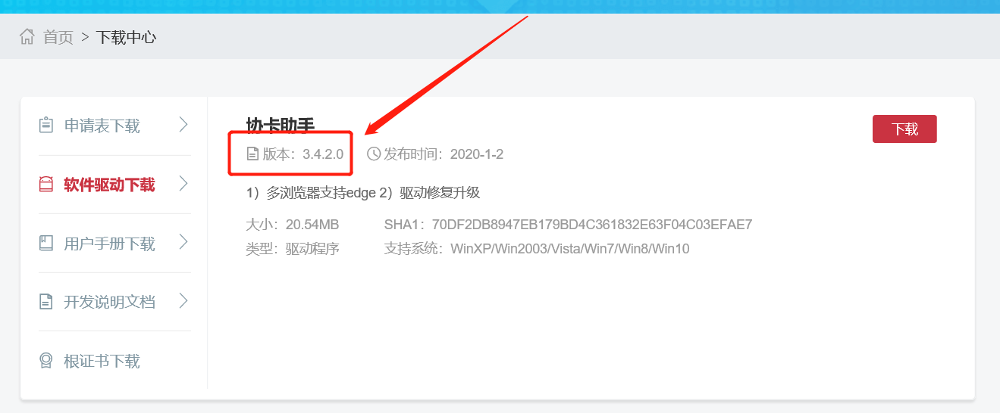 首页 > 下载中心
申请表下载
软件驱动下载
用户手册下载
开发说明文档
根证书下载
协卡助手
下载
版本：3.4.2.0 发布时间：2020-1-2
1）多浏览器支持edge 2）驱动修复升级
大小：20.54MB SHA1：70DF2DB8947EB179BD4C361832E63F04C03EFAE7
类型：驱动程序 支持系统：WinXP/Win2003/Vista/Win7/Win8/Win10